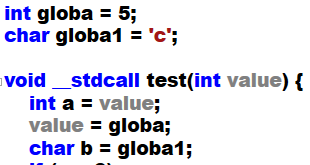 int globa = 5;
char globa1 = 'c';
void __stdcall test(int value) {
int a = value;
value = globa;
char b = globa1;